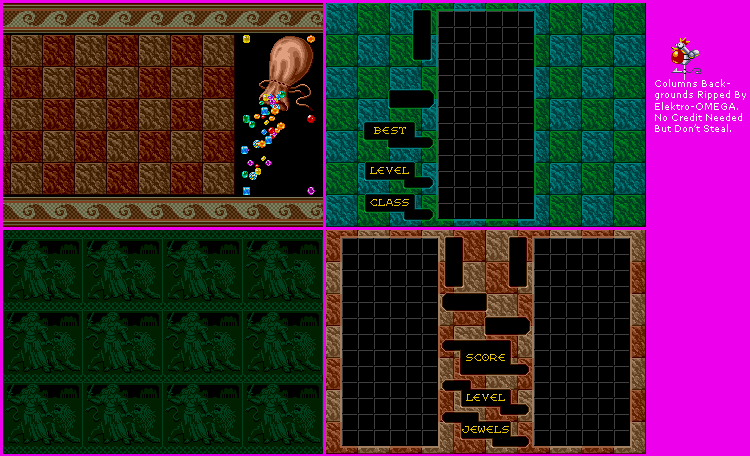 BEST
LEVEL
CLASS
SCORE
LEVEL
JEWELS
Columns Back-
grounds Ripped By
Elektro-OMEGA.
No Credit Needed
But Don't Steal.